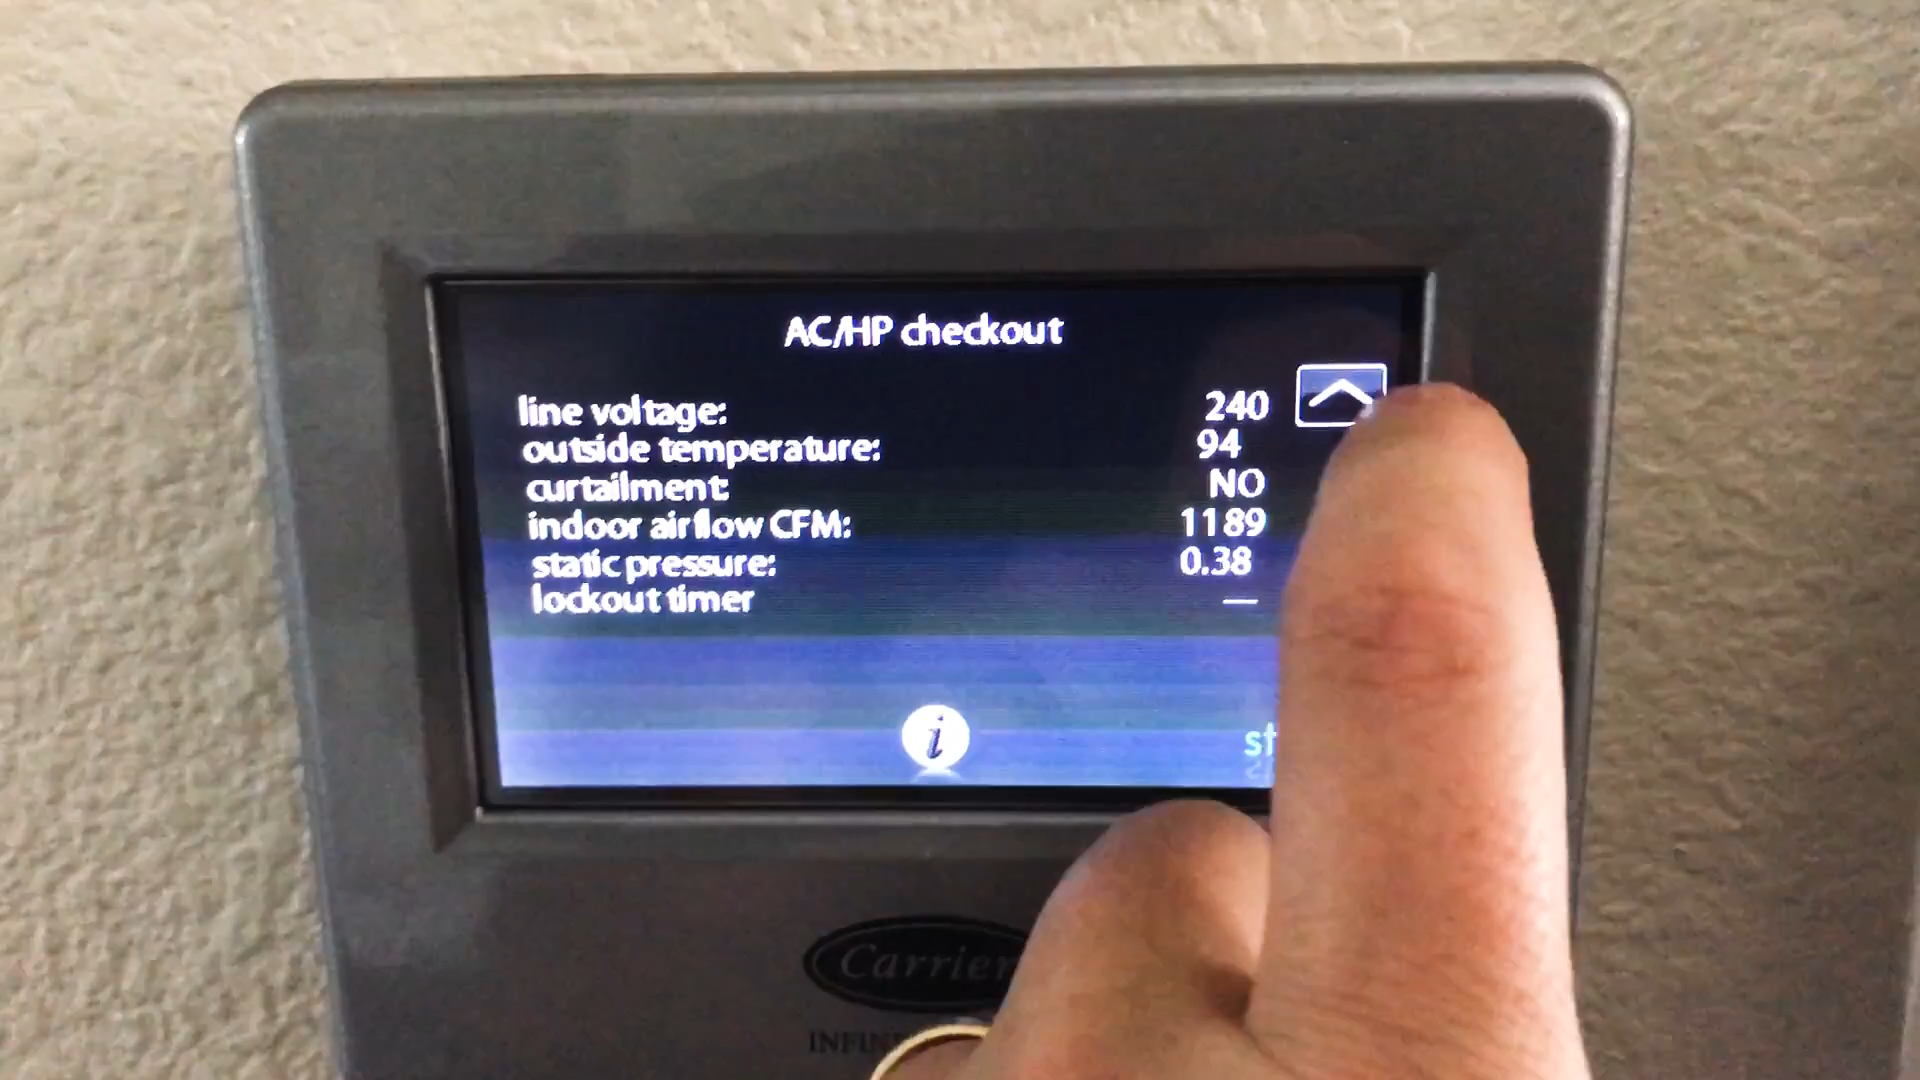 AC/HP checkout
line voltage: 240
outside temperature: 94
curtailment: NO
indoor airflow CFM: 1189
static pressure: 0.38
lockout timer —
i
Carrier